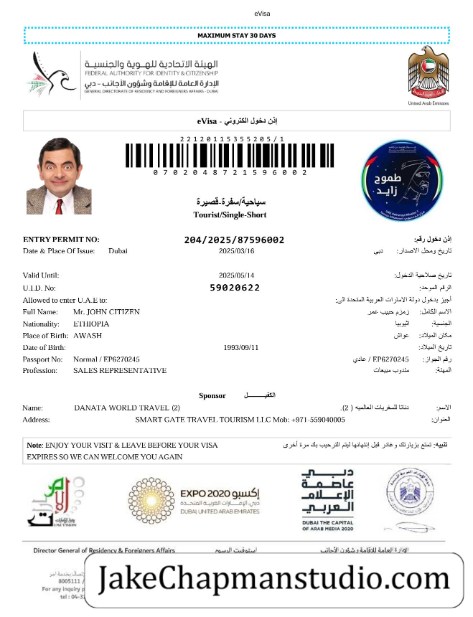 eVisa
MAXIMUM STAY 30 DAYS
الهيئة الاتحادية للهوية والجنسية
FEDERAL AUTHORITY FOR IDENTITY & CITIZENSHIP
الإدارة العامة للإقامة وشؤون الأجانب - دبي
GENERAL DIRECTORATE OF RESIDENCY AND FOREIGNERS AFFAIRS - DUBAI
United Arab Emirates
إذن دخول الكتروني - eVisa
22120115355205/1
0702048721596002
طموح زايد
سياحية/سفرة-قصيرة
Tourist/Single-Short
ENTRY PERMIT NO: 204/2025/87596002 إذن دخول رقم:
Date & Place Of Issue: Dubai 2025/03/16 دبي تاريخ ومحل الاصدار:
Valid Until: 2025/05/14 تاريخ صلاحية الدخول:
U.I.D. No: 59020622 الرقم الموحد:
Allowed to enter U.A.E to: أجيز بدخول دولة الامارات العربية المتحدة الى:
Full Name: Mr. JOHN CITIZEN زمزم حبيب عمر الاسم الكامل:
Nationality: ETHIOPIA اثيوبيا الجنسية:
Place of Birth: AWASH عواش مكان الميلاد:
Date of Birth: 1993/09/11 تاريخ الميلاد:
Passport No: Normal / EP6270245 عادي / EP6270245 رقم الجواز:
Profession: SALES REPRESENTATIVE مندوب مبيعات المهنة:
Sponsor الكفيـــــل
Name: DANATA WORLD TRAVEL (2) دناتا للسفريات العالميه (2). الاسم:
Address: SMART GATE TRAVEL TOURISM LLC Mob: +971-559040005 العنوان:
Note: ENJOY YOUR VISIT & LEAVE BEFORE YOUR VISA
EXPIRES SO WE CAN WELCOME YOU AGAIN
تنبيه: تمتع بزيارتك وغادر قبل إنتهائها ليتم الترحيب بك مرة أخرى
إكسبو 2020
EXPO 2020
دبي، الإمارات العربية المتحدة
DUBAI, UNITED ARAB EMIRATES
دبـــي
عاصمة
الإعلام
العربي
DUBAI THE CAPITAL
OF ARAB MEDIA 2020
Director General of Residency & Foreigners Affairs استوفيت الرسوم الإدارة العامة للإقامة وشؤون الأجانب
8005111
For any inquiry
JakeChapmanstudio.com